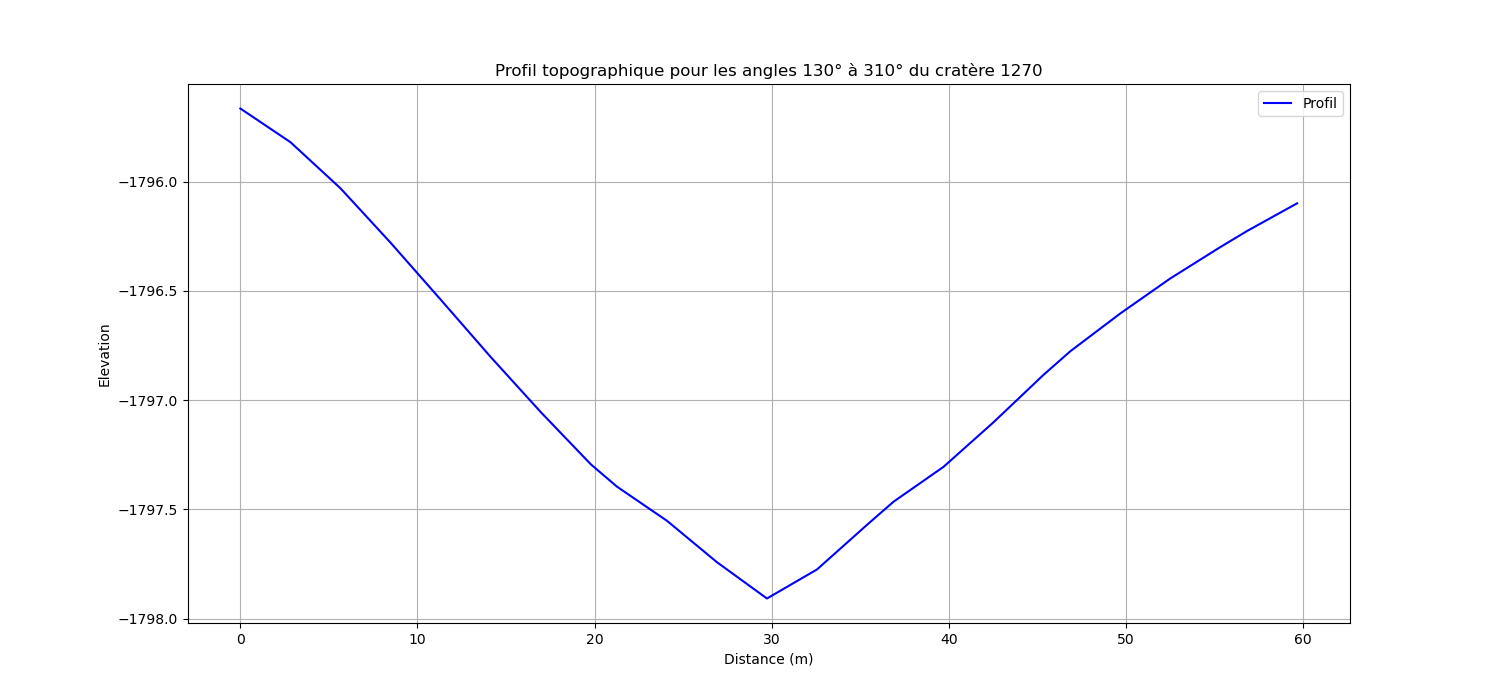 Profil topographique pour les angles 130° à 310° du cratère 1270
Profil
Elevation
−1796.0
−1796.5
−1797.0
−1797.5
−1798.0
0 10 20 30 40 50 60
Distance (m)